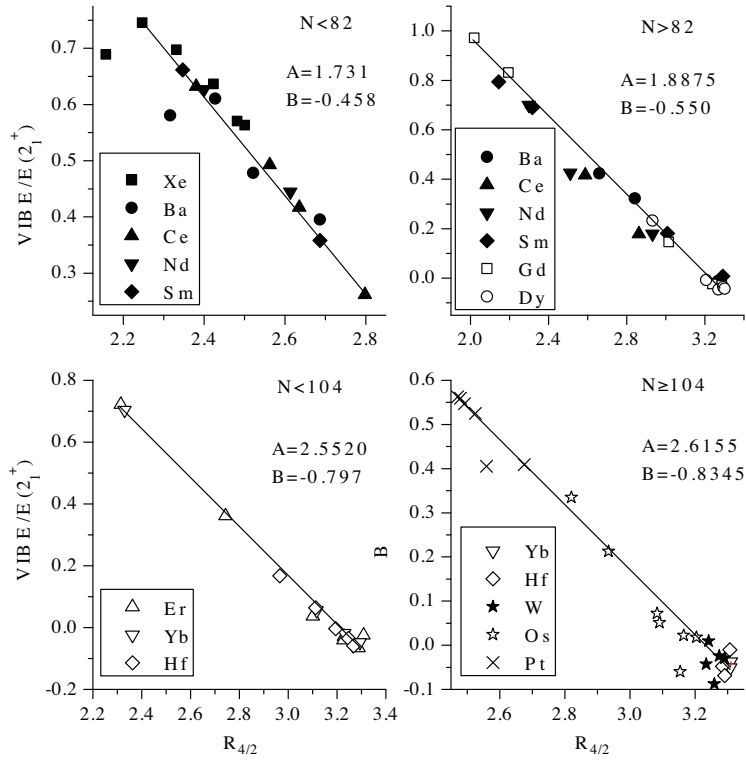 N<82
A=1.731
B=-0.458
VIB E/E(2₁⁺)
0.7
0.6
0.5
0.4
0.3
Xe
Ba
Ce
Nd
Sm
2.2
2.4
2.6
2.8
N>82
A=1.8875
B=-0.550
1.0
0.8
0.6
0.4
0.2
0.0
Ba
Ce
Nd
Sm
Gd
Dy
2.0
2.4
2.8
3.2
N<104
A=2.5520
B=-0.797
VIB E/E(2₁⁺)
0.8
0.6
0.4
0.2
0.0
-0.2
Er
Yb
Hf
2.2
2.4
2.6
2.8
3.0
3.2
3.4
R4/2
N≥104
A=2.6155
B=-0.8345
B
0.6
0.5
0.4
0.3
0.2
0.1
0.0
-0.1
Yb
Hf
W
Os
Pt
2.6
2.8
3.0
3.2
R4/2